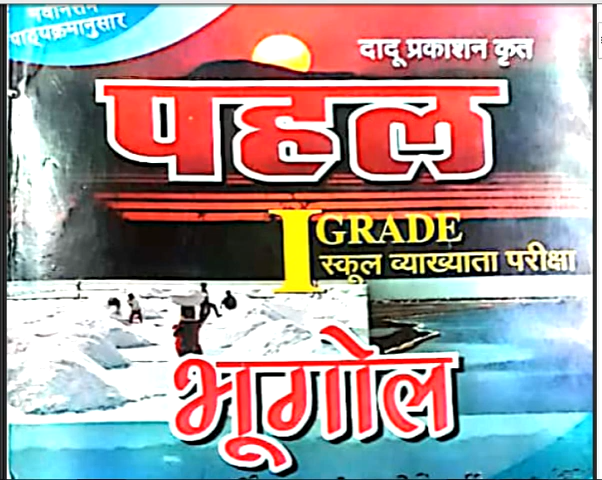 नवीनतम
पाठ्यक्रमानुसार
दादू प्रकाशन कृत
पहल
I GRADE
स्कूल व्याख्याता परीक्षा
भूगोल